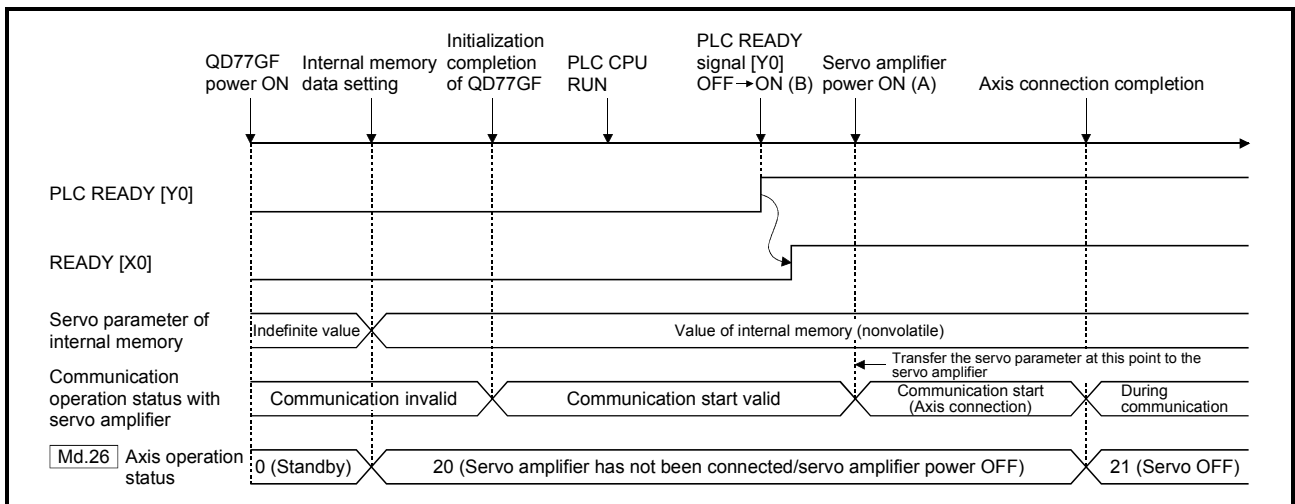 QD77GF
power ON
Internal memory
data setting
Initialization
completion
of QD77GF
PLC CPU
RUN
PLC READY
signal [Y0]
OFF→ON (B)
Servo amplifier
power ON (A)
Axis connection completion
PLC READY [Y0]
READY [X0]
Servo parameter of
internal memory
Indefinite value
Value of internal memory (nonvolatile)
Transfer the servo parameter at this point to the
servo amplifier
Communication
operation status with
servo amplifier
Communication invalid
Communication start valid
Communication start
(Axis connection)
During
communication
Md.26 Axis operation
status
0 (Standby)
20 (Servo amplifier has not been connected/servo amplifier power OFF)
21 (Servo OFF)